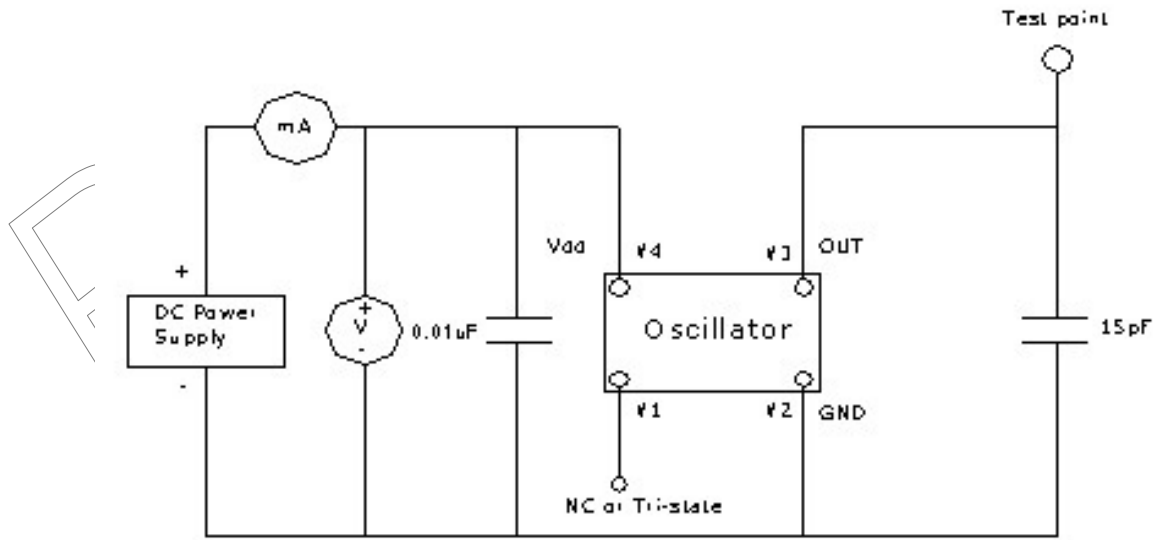 Test point
mA
Vdd
#4
#3
OUT
+
DC Power
Supply
-
+
V
-
0.01uF
Oscillator
15pF
#1
#2
GND
NC or Tri-state